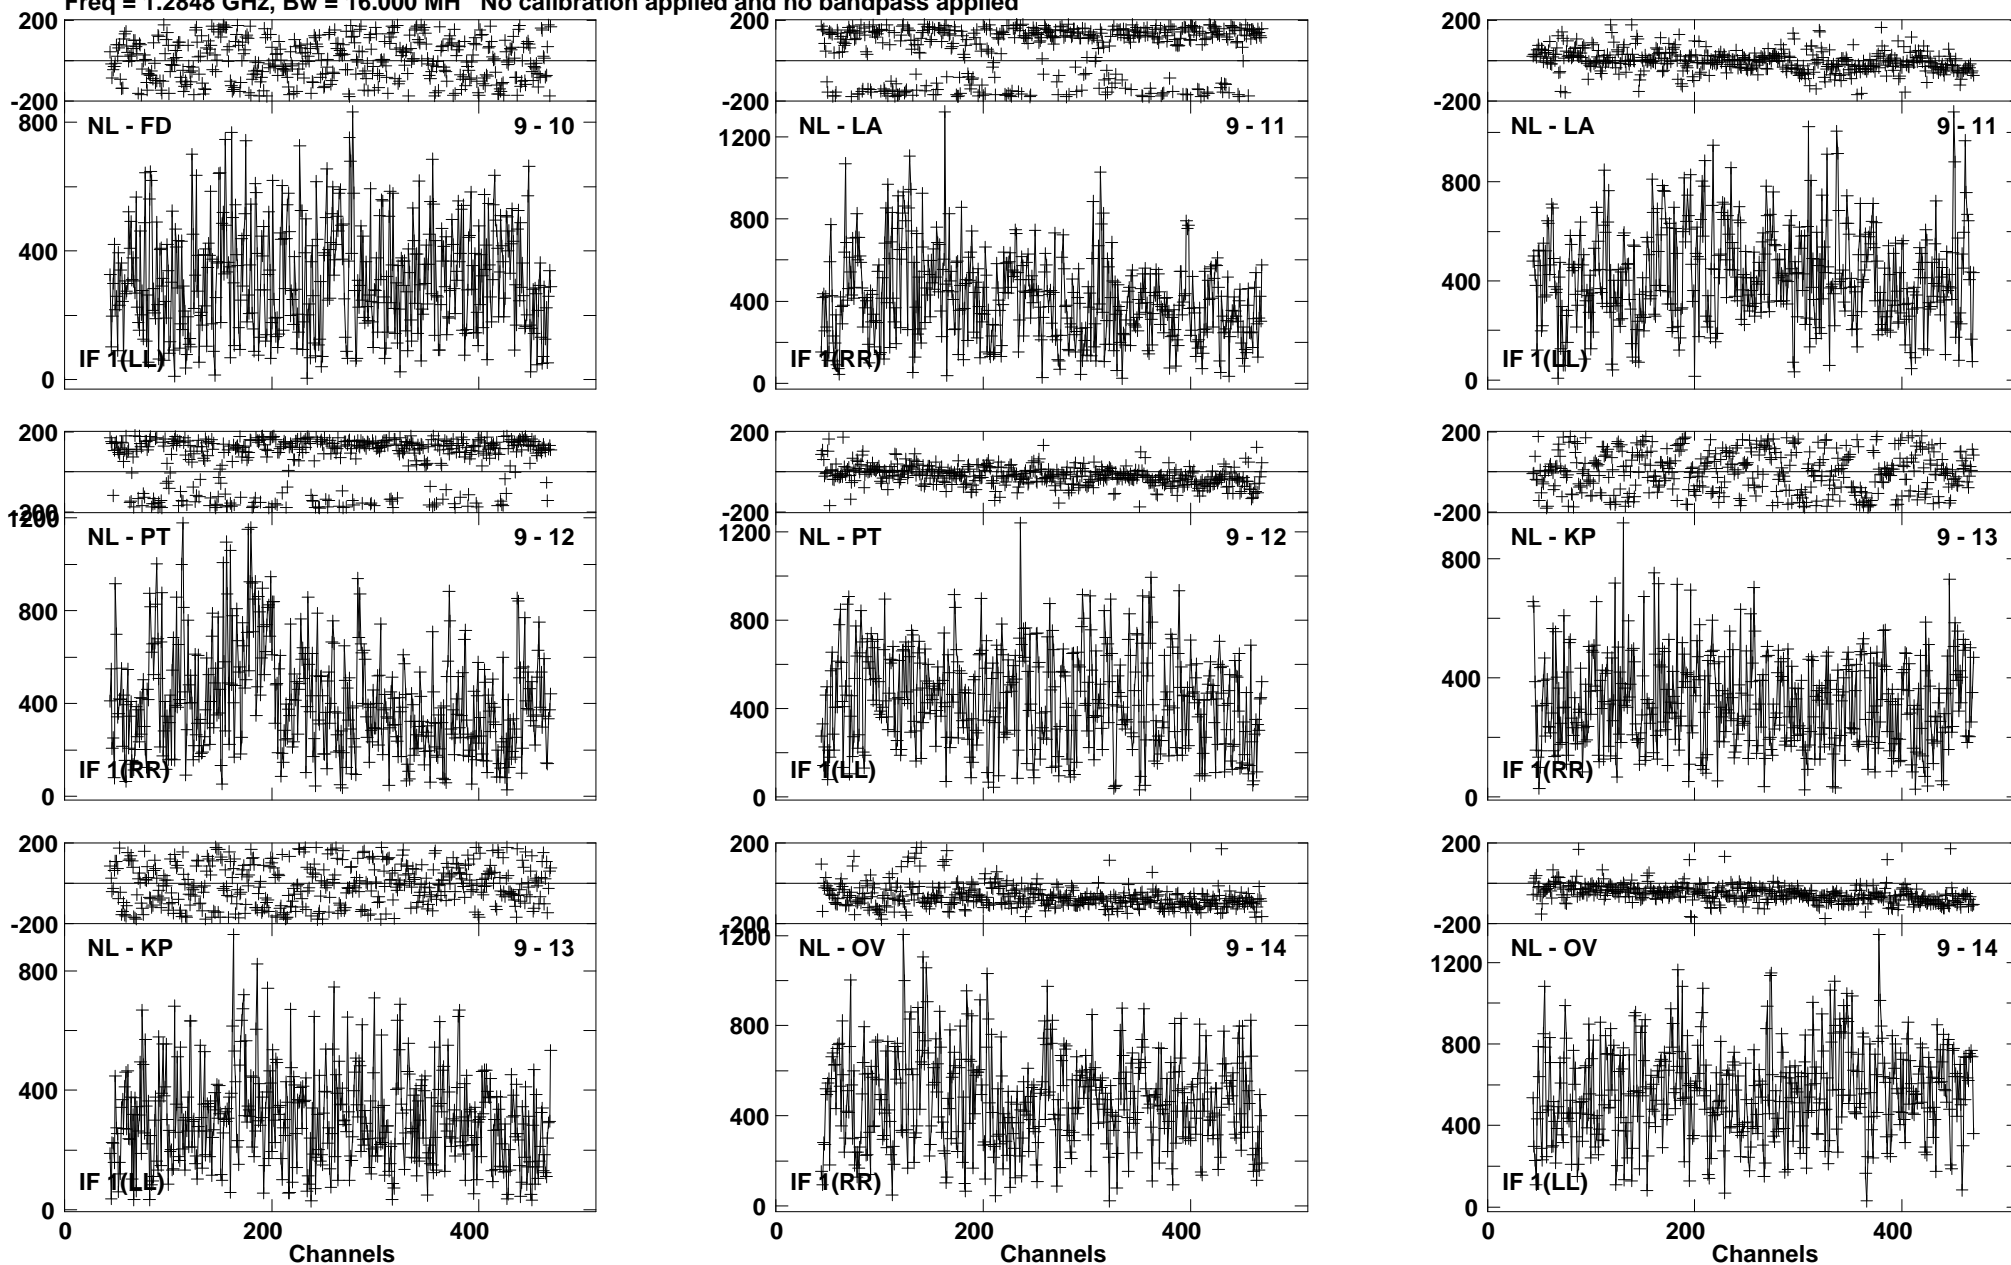 Freq = 1.2848 GHz, Bw = 16.000 MH No calibration applied and no bandpass applied
200 200 200
-200 -200 -200
800 NL - FD 9 - 10 1200 NL - LA 9 - 11 NL - LA 9 - 11
800 800
400 400 400
IF 1(LL) IF 1(RR) IF 1(LL)
0 0 0
200 200 200
-200 -200 -200
1200 NL - PT 9 - 12 1200 NL - PT 9 - 12 NL - KP 9 - 13
800 800 800
400 400 400
IF 1(RR) IF 1(LL) IF 1(RR)
0 0 0
200 200 200
-200 -200 -200
NL - KP 9 - 13 1200 NL - OV 9 - 14 1200 NL - OV 9 - 14
800 800 800
400 400 400
IF 1(LL) IF 1(RR) IF 1(LL)
0 0 0
0 200 400 0 200 400 0 200 400
Channels Channels Channels